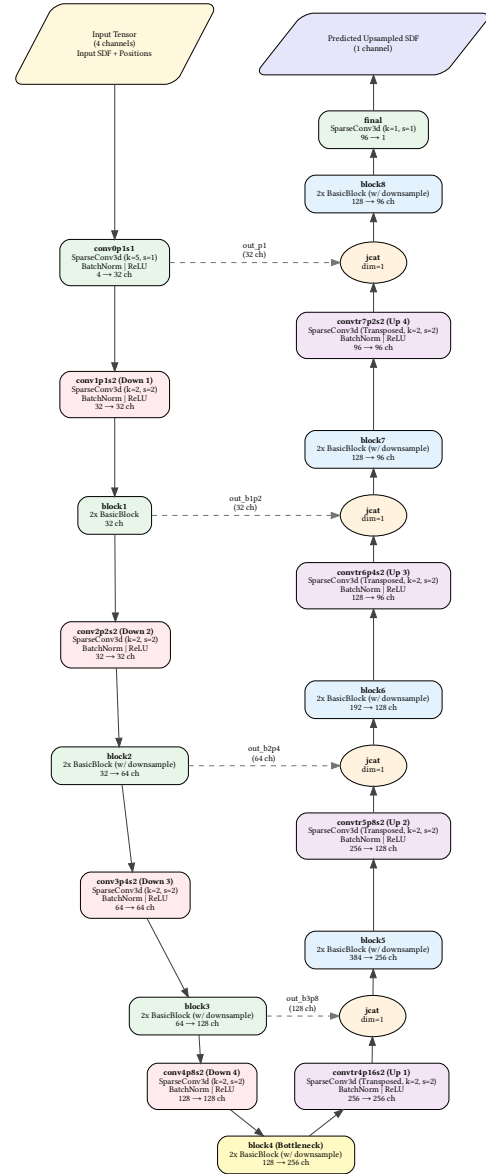 Input Tensor
(4 channels)
Input SDF + Positions
Predicted Upsampled SDF
(1 channel)
final
SparseConv3d (k=1, s=1)
96 → 1
block8
2x BasicBlock (w/ downsample)
128 → 96 ch
conv0p1s1
SparseConv3d (k=5, s=1)
BatchNorm | ReLU
4 → 32 ch
out_p1
(32 ch)
jcat
dim=1
convtr7p2s2 (Up 4)
SparseConv3d (Transposed, k=2, s=2)
BatchNorm | ReLU
96 → 96 ch
conv1p1s2 (Down 1)
SparseConv3d (k=2, s=2)
BatchNorm | ReLU
32 → 32 ch
block7
2x BasicBlock (w/ downsample)
128 → 96 ch
block1
2x BasicBlock
32 ch
out_b1p2
(32 ch)
jcat
dim=1
convtr6p4s2 (Up 3)
SparseConv3d (Transposed, k=2, s=2)
BatchNorm | ReLU
128 → 96 ch
conv2p2s2 (Down 2)
SparseConv3d (k=2, s=2)
BatchNorm | ReLU
32 → 32 ch
block6
2x BasicBlock (w/ downsample)
192 → 128 ch
block2
2x BasicBlock (w/ downsample)
32 → 64 ch
out_b2p4
(64 ch)
jcat
dim=1
convtr5p8s2 (Up 2)
SparseConv3d (Transposed, k=2, s=2)
BatchNorm | ReLU
256 → 128 ch
conv3p4s2 (Down 3)
SparseConv3d (k=2, s=2)
BatchNorm | ReLU
64 → 64 ch
block5
2x BasicBlock (w/ downsample)
384 → 256 ch
block3
2x BasicBlock (w/ downsample)
64 → 128 ch
out_b3p8
(128 ch)
jcat
dim=1
conv4p8s2 (Down 4)
SparseConv3d (k=2, s=2)
BatchNorm | ReLU
128 → 128 ch
convtr4p16s2 (Up 1)
SparseConv3d (Transposed, k=2, s=2)
BatchNorm | ReLU
256 → 256 ch
block4 (Bottleneck)
2x BasicBlock (w/ downsample)
128 → 256 ch